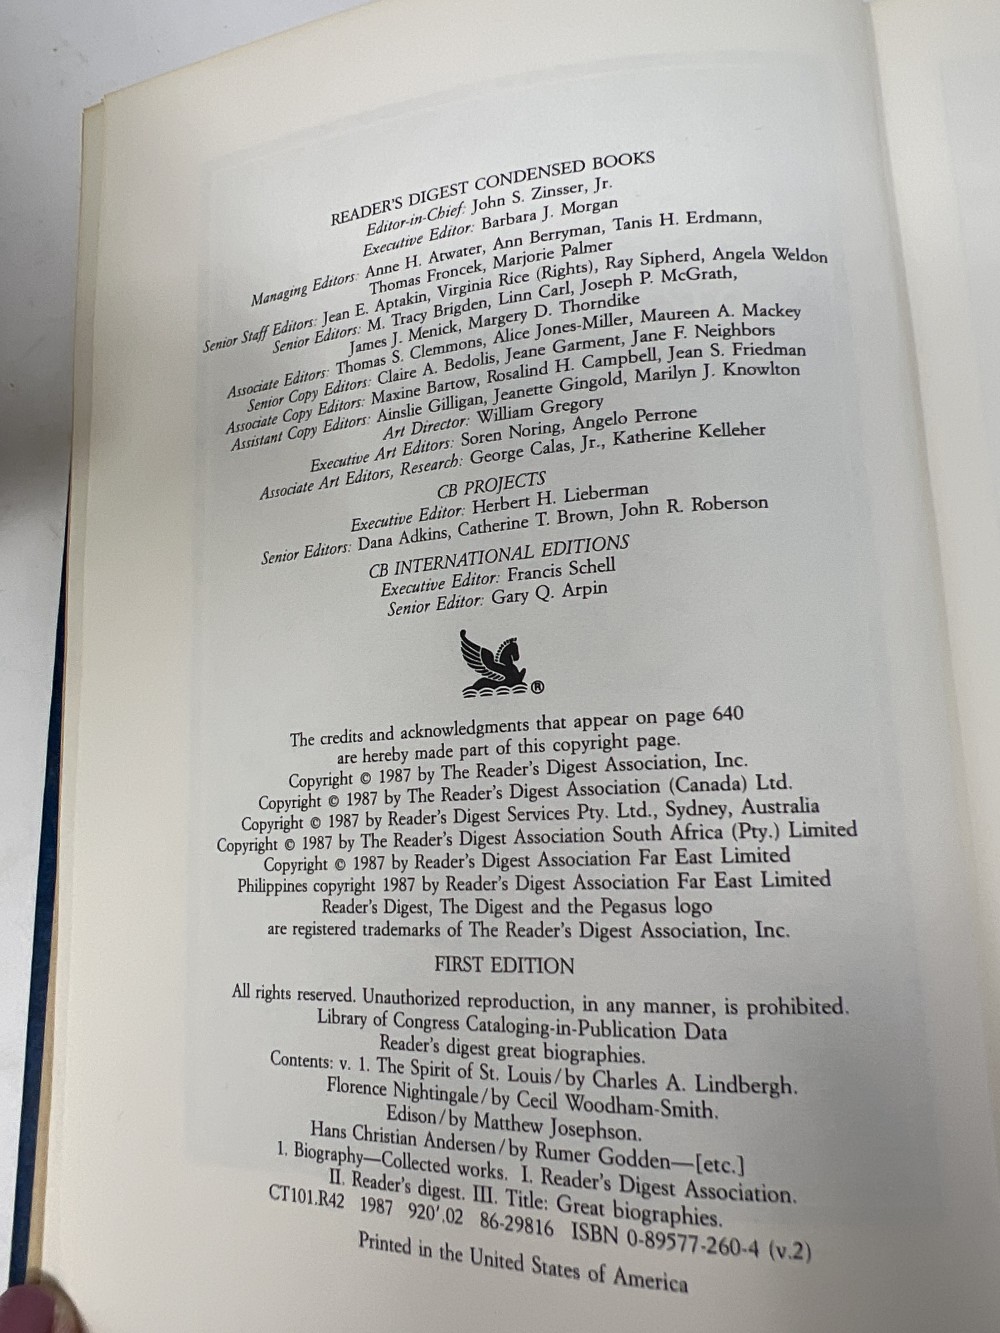 READER'S DIGEST CONDENSED BOOKS
Editor-in-Chief: John S. Zinsser, Jr.
Executive Editor: Barbara J. Morgan
Managing Editors: Anne H. Atwater, Ann Berryman, Tanis H. Erdmann,
Thomas Froncek, Marjorie Palmer
Senior Staff Editors: Jean E. Aptakin, Virginia Rice (Rights), Ray Sipherd, Angela Weldon
Senior Editors: M. Tracy Brigden, Linn Carl, Joseph P. McGrath,
James J. Menick, Margery D. Thorndike
Associate Editors: Thomas S. Clemmons, Alice Jones-Miller, Maureen A. Mackey
Senior Copy Editors: Claire A. Bedolis, Jeane Garment, Jane F. Neighbors
Associate Copy Editors: Maxine Bartow, Rosalind H. Campbell, Jean S. Friedman
Assistant Copy Editors: Ainslie Gilligan, Jeanette Gingold, Marilyn J. Knowlton
Art Director: William Gregory
Executive Art Editors: Soren Noring, Angelo Perrone
Associate Art Editors, Research: George Calas, Jr., Katherine Kelleher
CB PROJECTS
Executive Editor: Herbert H. Lieberman
Senior Editors: Dana Adkins, Catherine T. Brown, John R. Roberson
CB INTERNATIONAL EDITIONS
Executive Editor: Francis Schell
Senior Editor: Gary Q. Arpin
®
The credits and acknowledgments that appear on page 640
are hereby made part of this copyright page.
Copyright © 1987 by The Reader's Digest Association, Inc.
Copyright © 1987 by The Reader's Digest Association (Canada) Ltd.
Copyright © 1987 by Reader's Digest Services Pty. Ltd., Sydney, Australia
Copyright © 1987 by The Reader's Digest Association South Africa (Pty.) Limited
Copyright © 1987 by Reader's Digest Association Far East Limited
Philippines copyright 1987 by Reader's Digest Association Far East Limited
Reader's Digest, The Digest and the Pegasus logo
are registered trademarks of The Reader's Digest Association, Inc.
FIRST EDITION
All rights reserved. Unauthorized reproduction, in any manner, is prohibited.
Library of Congress Cataloging-in-Publication Data
Reader's digest great biographies.
Contents: v. 1. The Spirit of St. Louis/by Charles A. Lindbergh.
Florence Nightingale/by Cecil Woodham-Smith.
Edison/by Matthew Josephson.
Hans Christian Andersen/by Rumer Godden—[etc.]
1. Biography—Collected works. I. Reader's Digest Association.
II. Reader's digest. III. Title: Great biographies.
CT101.R42 1987 920'.02 86-29816 ISBN 0-89577-260-4 (v.2)
Printed in the United States of America